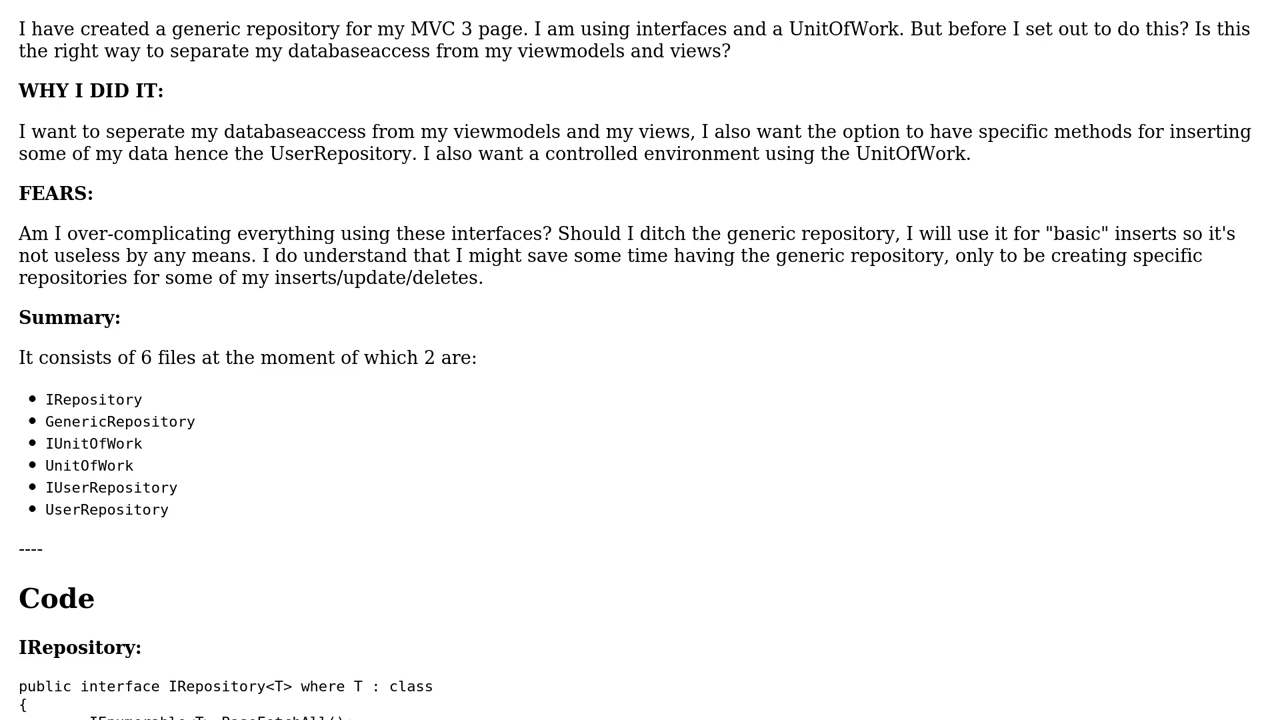 I have created a generic repository for my MVC 3 page. I am using interfaces and a UnitOfWork. But before I set out to do this? Is this
the right way to separate my databaseaccess from my viewmodels and views?
WHY I DID IT:
I want to seperate my databaseaccess from my viewmodels and my views, I also want the option to have specific methods for inserting
some of my data hence the UserRepository. I also want a controlled environment using the UnitOfWork.
FEARS:
Am I over-complicating everything using these interfaces? Should I ditch the generic repository, I will use it for "basic" inserts so it's
not useless by any means. I do understand that I might save some time having the generic repository, only to be creating specific
repositories for some of my inserts/update/deletes.
Summary:
It consists of 6 files at the moment of which 2 are:
• IRepository
• GenericRepository
• IUnitOfWork
• UnitOfWork
• IUserRepository
• UserRepository
----
Code
IRepository:
public interface IRepository<T> where T : class
{
IEnumerable<T> BaseFetchAll();